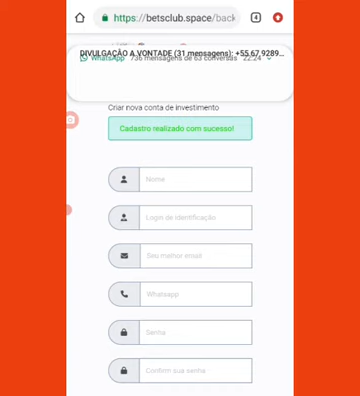 https://betsclub.space/back
4
DIVULGAÇÃO A VONTADE (31 mensagens): +55 67 9289...
WhatsApp 736 mensagens de 63 conversas 22:24
Criar nova conta de investimento
Cadastro realizado com sucesso!
Nome
Login de identificação
Seu melhor email
Whatsapp
Senha
Confirm sua senha